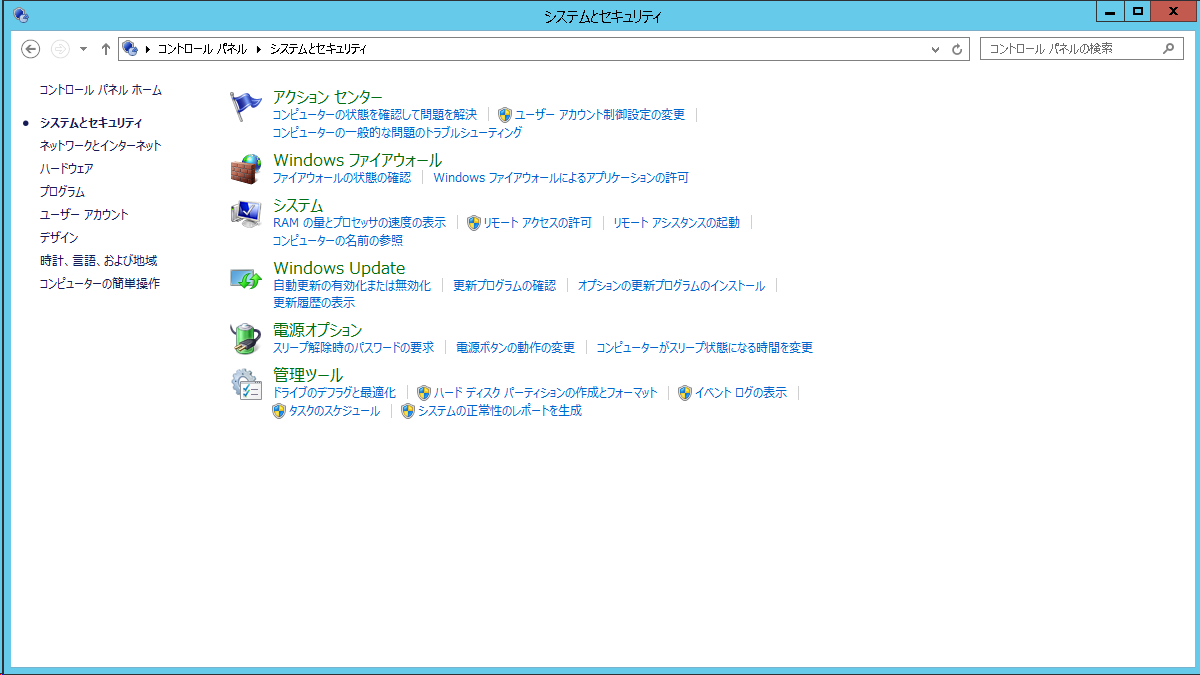 システムとセキュリティ
コントロール パネル システムとセキュリティ
コントロール パネルの検索
コントロール パネル ホーム
システムとセキュリティ
ネットワークとインターネット
ハードウェア
プログラム
ユーザー アカウント
デザイン
時計、言語、および地域
コンピューターの簡単操作
アクション センター
コンピューターの状態を確認して問題を解決 ユーザー アカウント制御設定の変更
コンピューターの一般的な問題のトラブルシューティング
Windows ファイアウォール
ファイアウォールの状態の確認 Windows ファイアウォールによるアプリケーションの許可
システム
RAM の量とプロセッサの速度の表示 リモート アクセスの許可 リモート アシスタンスの起動
コンピューターの名前の参照
Windows Update
自動更新の有効化または無効化 更新プログラムの確認 オプションの更新プログラムのインストール
更新履歴の表示
電源オプション
スリープ解除時のパスワードの要求 電源ボタンの動作の変更 コンピューターがスリープ状態になる時間を変更
管理ツール
ドライブのデフラグと最適化 ハード ディスク パーティションの作成とフォーマット イベント ログの表示
タスクのスケジュール システムの正常性のレポートを生成